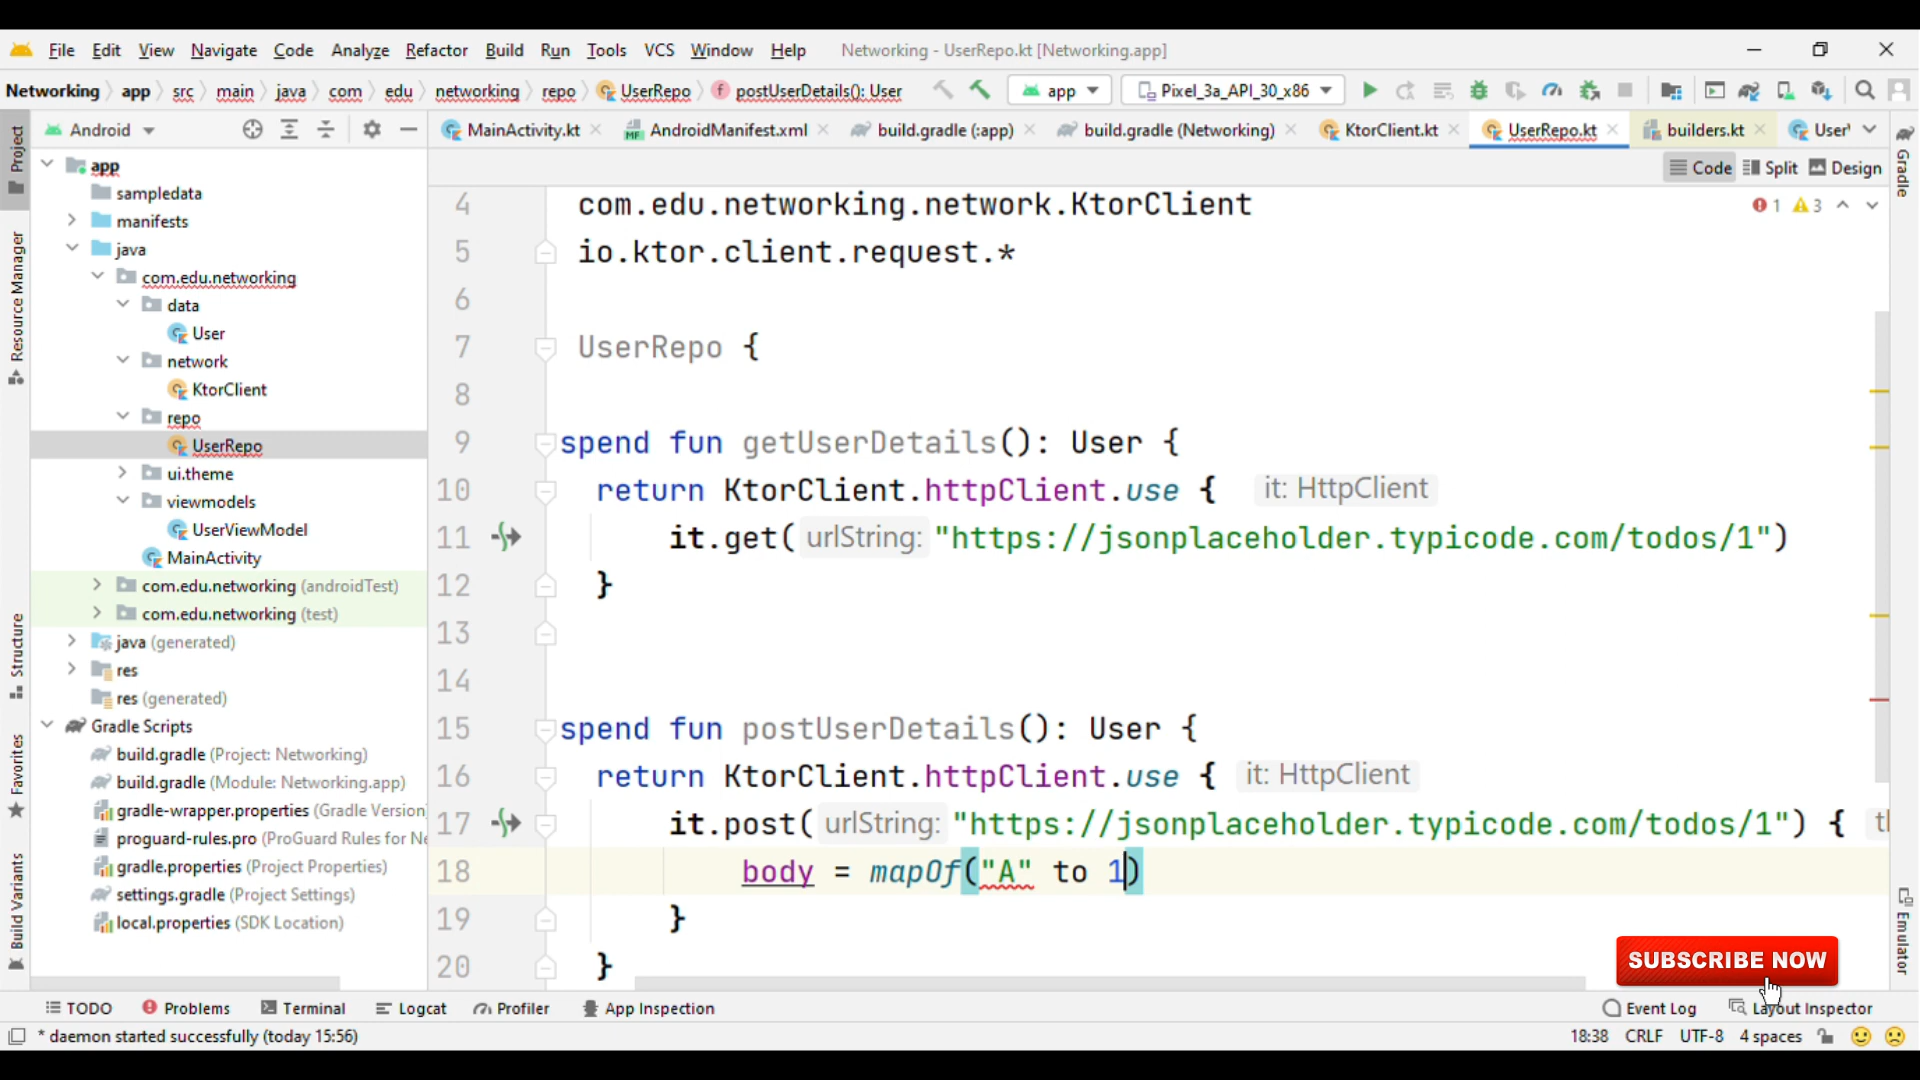 File Edit View Navigate Code Analyze Refactor Build Run Tools VCS Window Help Networking - UserRepo.kt [Networking.app]
Networking app src main java com edu networking repo UserRepo postUserDetails(): User app Pixel_3a_API_30_x86
Android MainActivity.kt AndroidManifest.xml build.gradle (:app) build.gradle (Networking) KtorClient.kt UserRepo.kt builders.kt User
Code Split Design
Project
Resource Manager
Structure
Favorites
Build Variants
app
sampledata
manifests
java
com.edu.networking
data
User
network
KtorClient
repo
UserRepo
ui.theme
viewmodels
UserViewModel
MainActivity
com.edu.networking (androidTest)
com.edu.networking (test)
java (generated)
res
res (generated)
Gradle Scripts
build.gradle (Project: Networking)
build.gradle (Module: Networking.app)
gradle-wrapper.properties (Gradle Version
proguard-rules.pro (ProGuard Rules for Ne
gradle.properties (Project Properties)
settings.gradle (Project Settings)
local.properties (SDK Location)
1 3
4 com.edu.networking.network.KtorClient
5 io.ktor.client.request.*
6
7 UserRepo {
8
9 spend fun getUserDetails(): User {
10 return KtorClient.httpClient.use { it: HttpClient
11 it.get( urlString: "https://jsonplaceholder.typicode.com/todos/1")
12 }
13
14
15 spend fun postUserDetails(): User {
16 return KtorClient.httpClient.use { it: HttpClient
17 it.post( urlString: "https://jsonplaceholder.typicode.com/todos/1") {
18 body = mapOf("A" to 1)
19 }
20 }
Gradle
Emulator
SUBSCRIBE NOW
TODO Problems Terminal Logcat Profiler App Inspection Event Log Layout Inspector
* daemon started successfully (today 15:56) 18:38 CRLF UTF-8 4 spaces